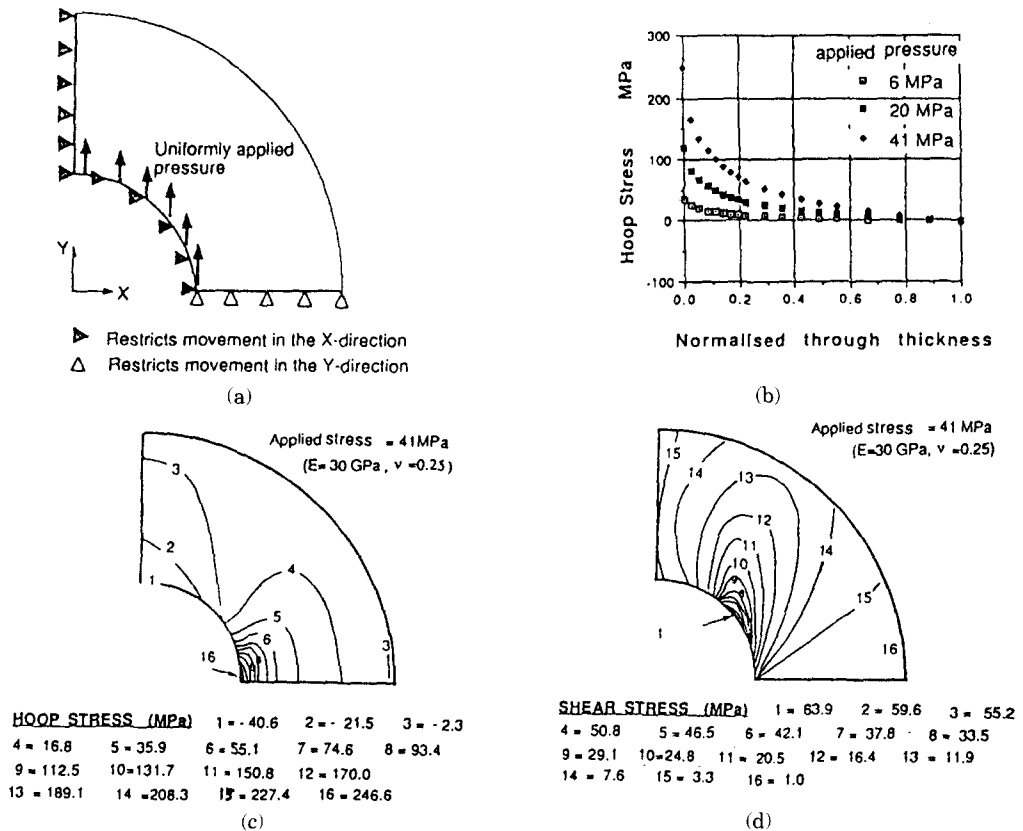 Uniformly applied
pressure
Y
X
Restricts movement in the X-direction
Restricts movement in the Y-direction
(a)
300
200
100
0
-100
Hoop Stress MPa
applied pressure
6 MPa
20 MPa
41 MPa
0.0 0.2 0.4 0.6 0.8 1.0
Normalised through thickness
(b)
Applied stress = 41MPa
(E= 30 GPa, ν =0.25)
3
2
1
4
5
6
16
3
HOOP STRESS (MPa) 1 = - 40.6 2 = - 21.5 3 = - 2.3
4 = 16.8 5 = 35.9 6 = 55.1 7 = 74.6 8 = 93.4
9 = 112.5 10=131.7 11 = 150.8 12 = 170.0
13 = 189.1 14 =208.3 15 = 227.4 16 = 246.6
(c)
Applied stress = 41 MPa
(E=30 GPa, ν =0.25)
15
14
13
12
11
10
9
14
15
16
1
SHEAR STRESS (MPa) 1 = 63.9 2 = 59.6 3 = 55.2
4 = 50.8 5 = 46.5 6 = 42.1 7 = 37.8 8 = 33.5
9 = 29.1 10=24.8 11 = 20.5 12 = 16.4 13 = 11.9
14 = 7.6 15 = 3.3 16 = 1.0
(d)